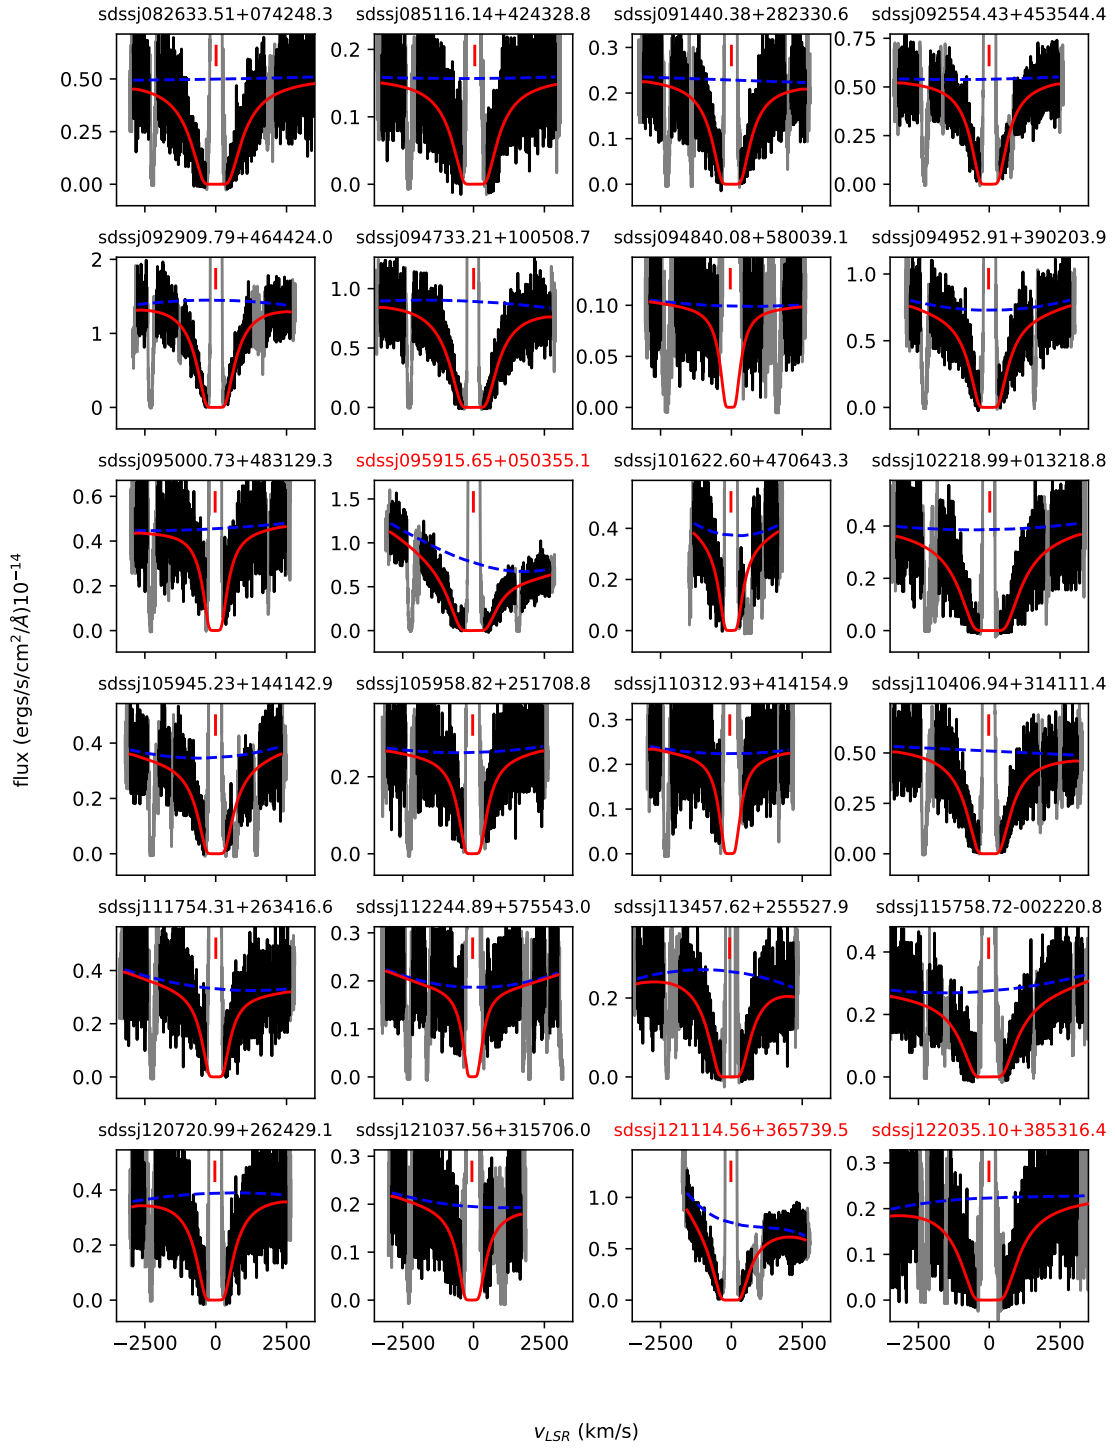 sdssj082633.51+074248.3 sdssj085116.14+424328.8 sdssj091440.38+282330.6 sdssj092554.43+453544.4
0.50 0.25 0.00
0.2 0.1 0.0
0.3 0.2 0.1 0.0
0.75 0.50 0.25 0.00
sdssj092909.79+464424.0 sdssj094733.21+100508.7 sdssj094840.08+580039.1 sdssj094952.91+390203.9
2 1 0
1.0 0.5 0.0
0.10 0.05 0.00
1.0 0.5 0.0
sdssj095000.73+483129.3 sdssj095915.65+050355.1 sdssj101622.60+470643.3 sdssj102218.99+013218.8
0.6 0.4 0.2 0.0
1.5 1.0 0.5 0.0
0.4 0.2 0.0
0.4 0.2 0.0
flux (ergs/s/cm²/Å)10⁻¹⁴
sdssj105945.23+144142.9 sdssj105958.82+251708.8 sdssj110312.93+414154.9 sdssj110406.94+314111.4
0.4 0.2 0.0
0.2 0.0
0.3 0.2 0.1 0.0
0.50 0.25 0.00
sdssj111754.31+263416.6 sdssj112244.89+575543.0 sdssj113457.62+255527.9 sdssj115758.72-002220.8
0.4 0.2 0.0
0.3 0.2 0.1 0.0
0.2 0.0
0.4 0.2 0.0
sdssj120720.99+262429.1 sdssj121037.56+315706.0 sdssj121114.56+365739.5 sdssj122035.10+385316.4
0.4 0.2 0.0
0.3 0.2 0.1 0.0
1.0 0.5 0.0
0.3 0.2 0.1 0.0
−2500 0 2500 −2500 0 2500 −2500 0 2500 −2500 0 2500
v_LSR (km/s)